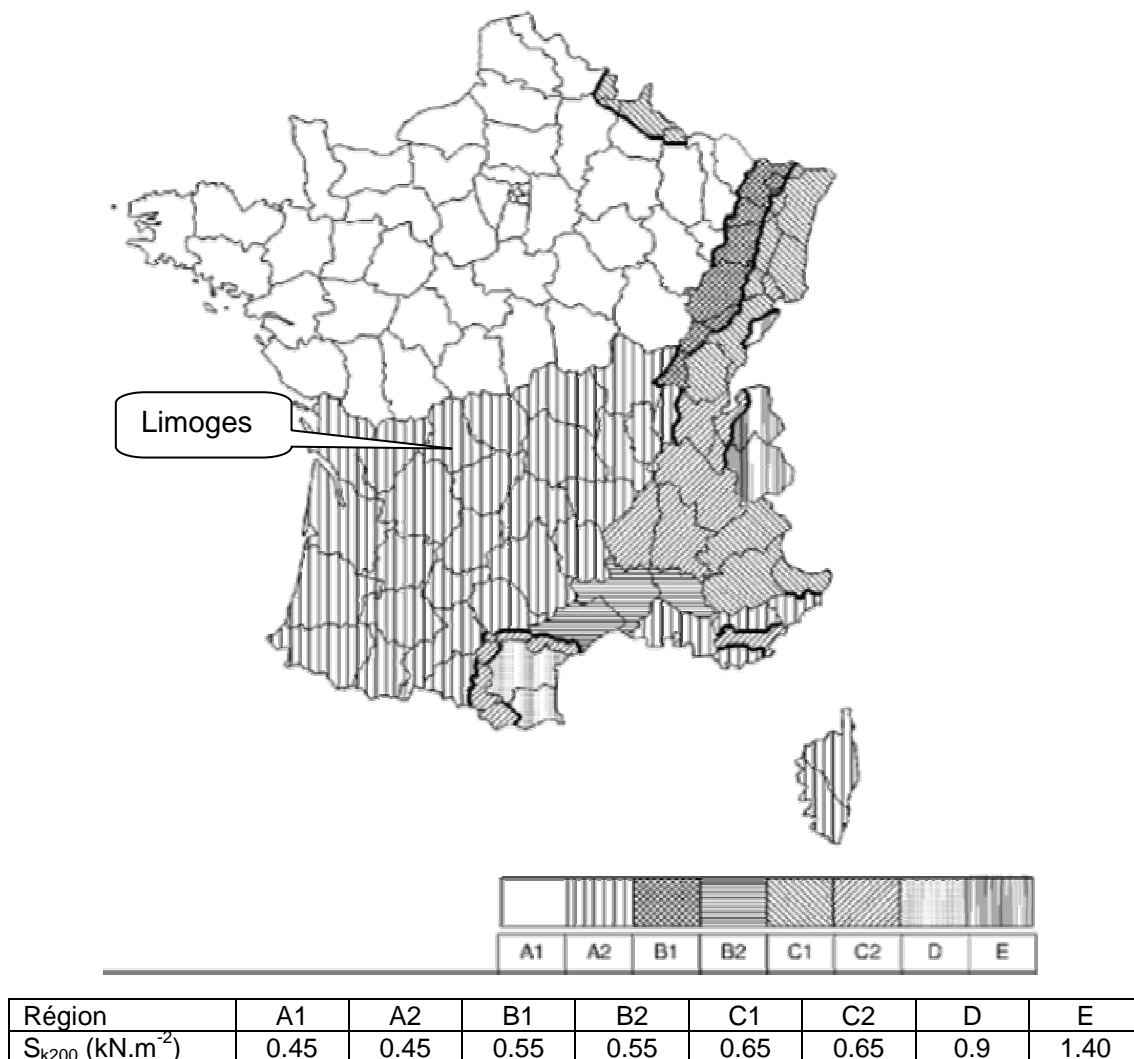 Limoges
A1 A2 B1 B2 C1 C2 D E
Région A1 A2 B1 B2 C1 C2 D E
Sk200 (kN.m-2) 0.45 0.45 0.55 0.55 0.65 0.65 0.9 1.40